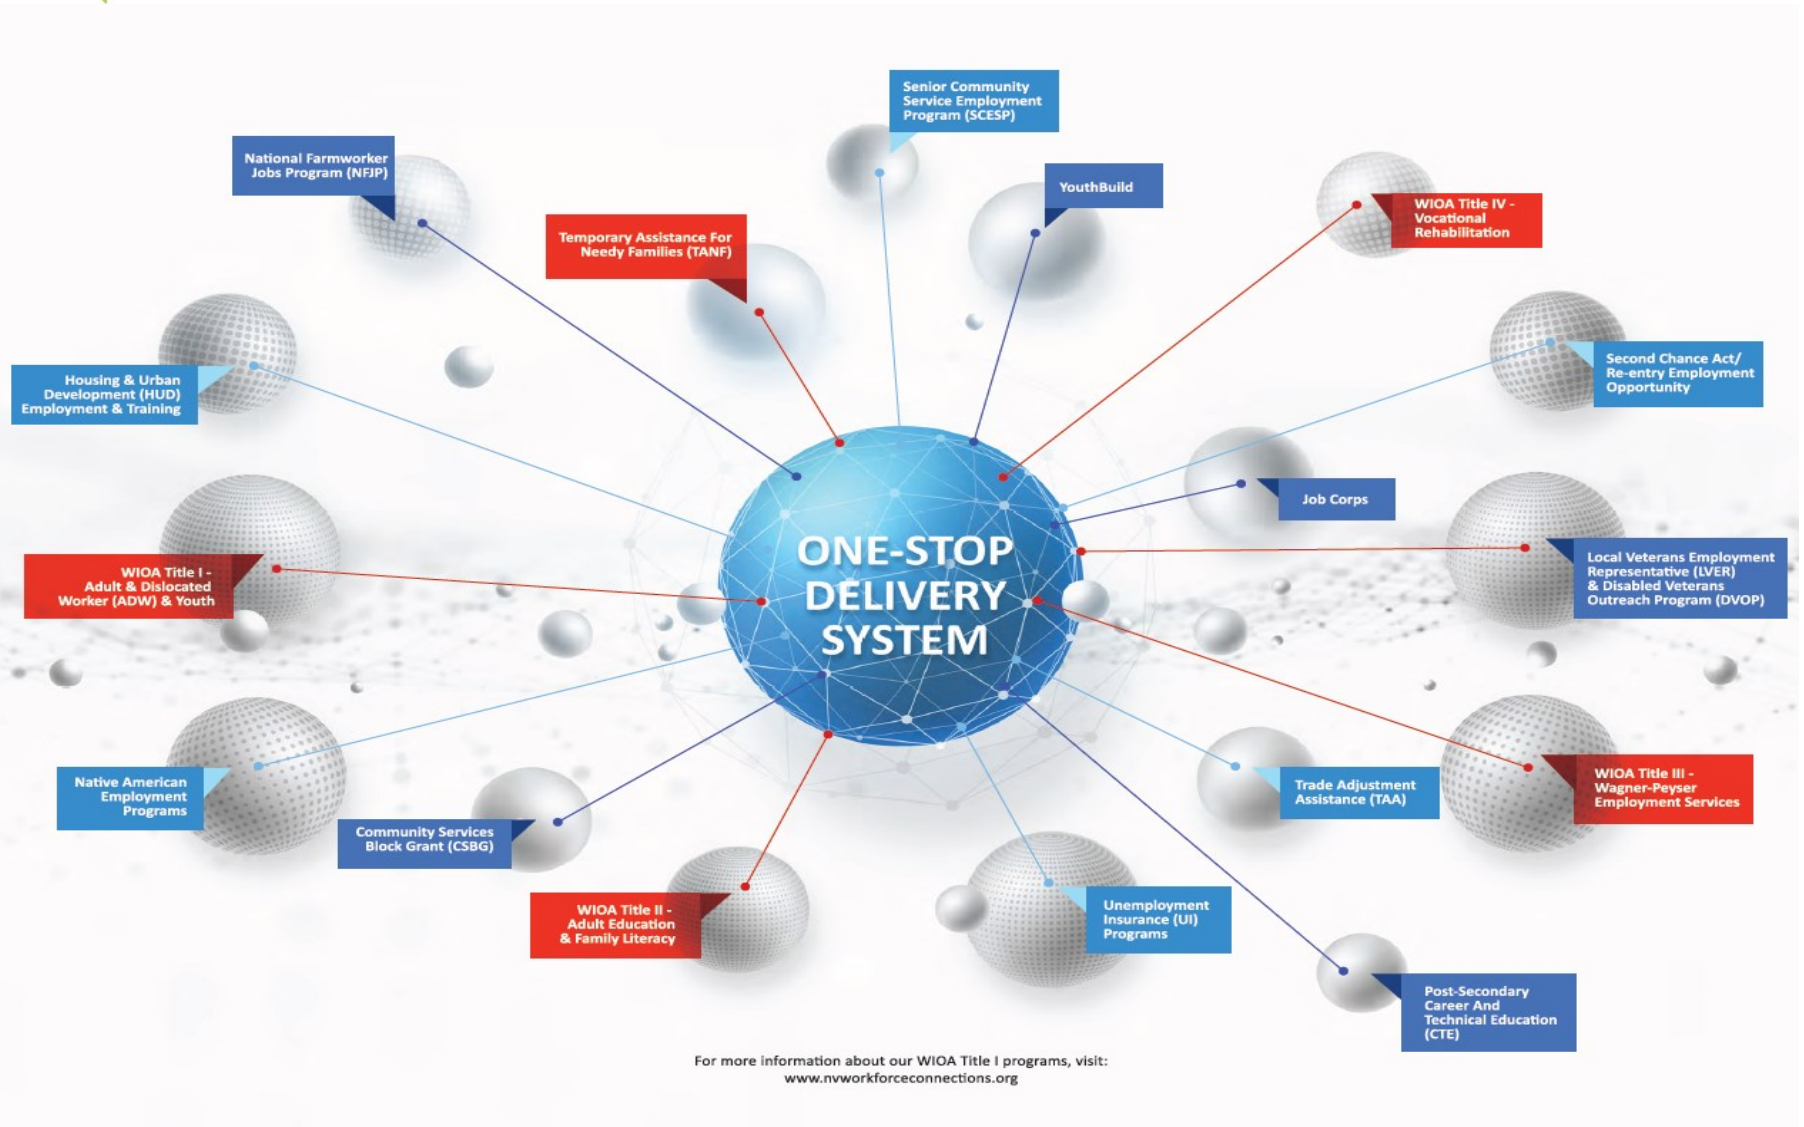 Senior Community
Service Employment
Program (SCESP)
National Farmworker
Jobs Program (NFJP)
YouthBuild
Temporary Assistance For
Needy Families (TANF)
WIOA Title IV -
Vocational
Rehabilitation
Housing & Urban
Development (HUD)
Employment & Training
Second Chance Act/
Re-entry Employment
Opportunity
Job Corps
ONE-STOP
DELIVERY
SYSTEM
WIOA Title I -
Adult & Dislocated
Worker (ADW) & Youth
Local Veterans Employment
Representative (LVER)
& Disabled Veterans
Outreach Program (DVOP)
Native American
Employment
Programs
Trade Adjustment
Assistance (TAA)
WIOA Title III -
Wagner-Peyser
Employment Services
Community Services
Block Grant (CSBG)
WIOA Title II -
Adult Education
& Family Literacy
Unemployment
Insurance (UI)
Programs
Post-Secondary
Career And
Technical Education
(CTE)
For more information about our WIOA Title I programs, visit:
www.nvworkforceconnections.org